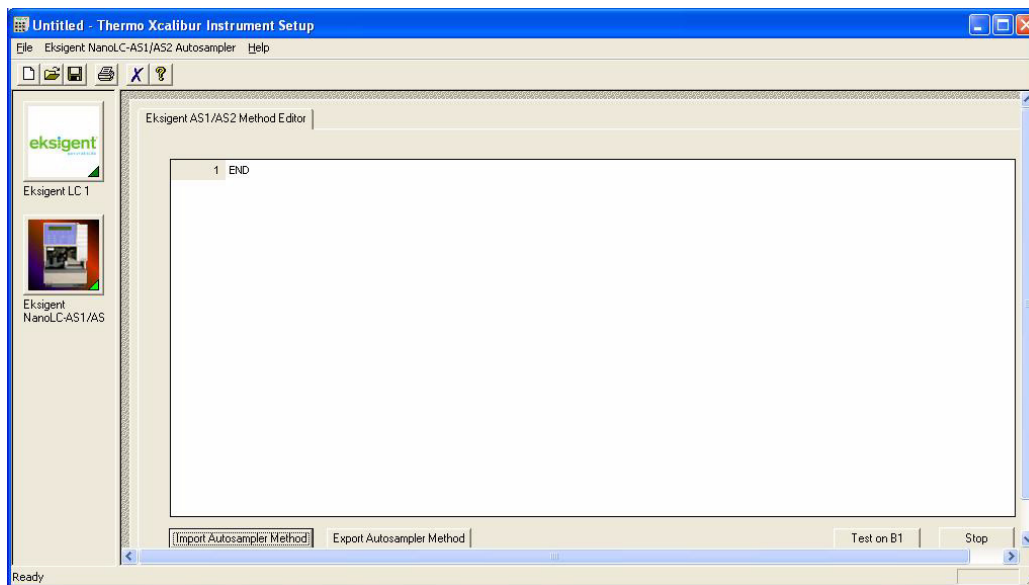 Untitled - Thermo Xcalibur Instrument Setup
File Eksigent NanoLC-AS1/AS2 Autosampler Help
eksigent
Eksigent LC 1
Eksigent
NanoLC-AS1/AS
Eksigent AS1/AS2 Method Editor
1 END
Import Autosampler Method Export Autosampler Method Test on B1 Stop
Ready